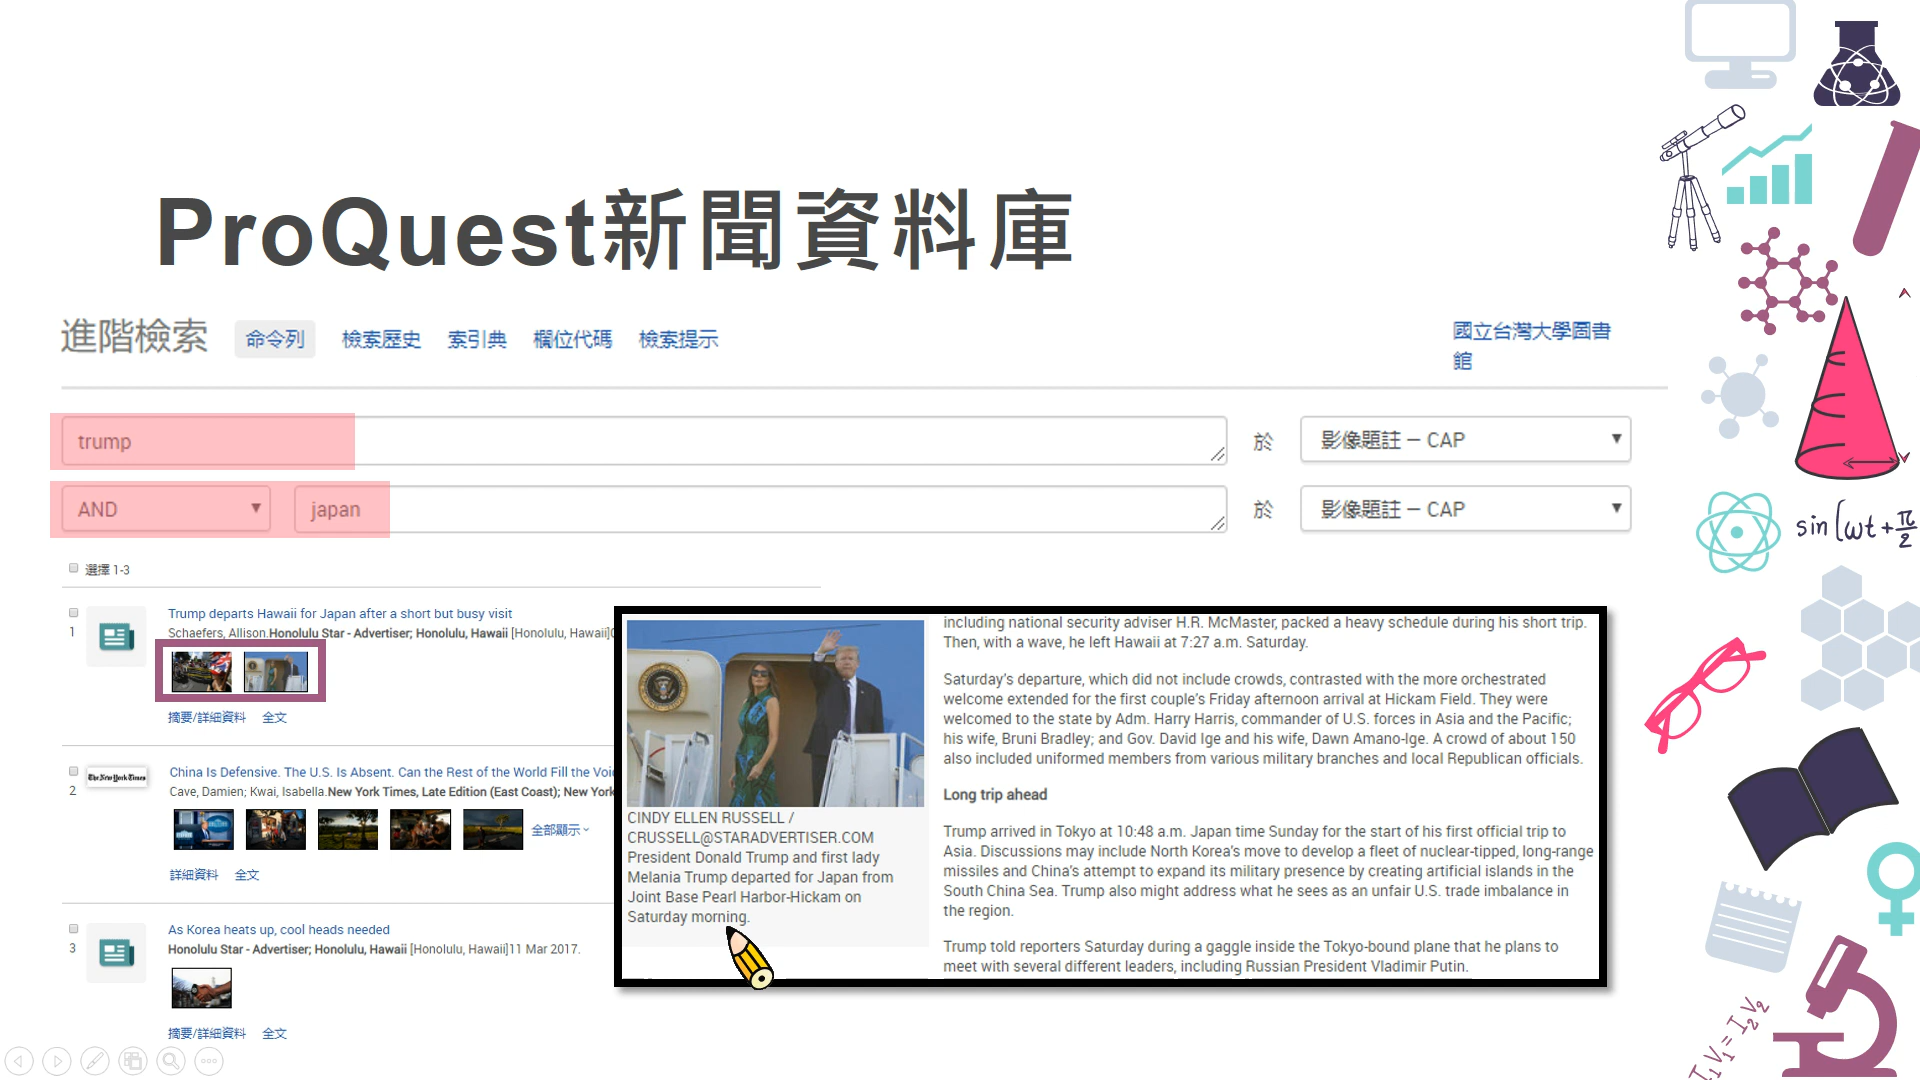 ProQuest新聞資料庫
進階檢索 命令列 檢索歷史 索引典 欄位代碼 檢索提示
國立台灣大學圖書
館
trump 於 影像題註 — CAP
AND japan 於 影像題註 — CAP
選擇 1-3
1
Trump departs Hawaii for Japan after a short but busy visit
Schaefers, Allison.Honolulu Star - Advertiser; Honolulu, Hawaii [Honolulu, Hawaii]
摘要/詳細資料 全文
2
The New York Times
China Is Defensive. The U.S. Is Absent. Can the Rest of the World Fill the
Cave, Damien; Kwai, Isabella.New York Times, Late Edition (East Coast); New York
全部顯示
詳細資料 全文
3
As Korea heats up, cool heads needed
Honolulu Star - Advertiser; Honolulu, Hawaii [Honolulu, Hawaii]11 Mar 2017.
摘要/詳細資料 全文
CINDY ELLEN RUSSELL /
CRUSSELL@STARADVERTISER.COM
President Donald Trump and first lady
Melania Trump departed for Japan from
Joint Base Pearl Harbor-Hickam on
Saturday morning.
including national security adviser H.R. McMaster, packed a heavy schedule during his short trip.
Then, with a wave, he left Hawaii at 7:27 a.m. Saturday.
Saturday's departure, which did not include crowds, contrasted with the more orchestrated
welcome extended for the first couple's Friday afternoon arrival at Hickam Field. They were
welcomed to the state by Adm. Harry Harris, commander of U.S. forces in Asia and the Pacific;
his wife, Bruni Bradley; and Gov. David Ige and his wife, Dawn Amano-Ige. A crowd of about 150
also included uniformed members from various military branches and local Republican officials.
Long trip ahead
Trump arrived in Tokyo at 10:48 a.m. Japan time Sunday for the start of his first official trip to
Asia. Discussions may include North Korea's move to develop a fleet of nuclear-tipped, long-range
missiles and China's attempt to expand its military presence by creating artificial islands in the
South China Sea. Trump also might address what he sees as an unfair U.S. trade imbalance in
the region.
Trump told reporters Saturday during a gaggle inside the Tokyo-bound plane that he plans to
meet with several different leaders, including Russian President Vladimir Putin.
sin(ωt+π/2
I₁V₁=I₂V₂